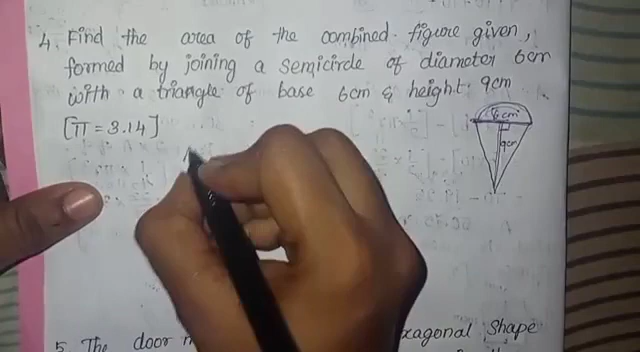 4. Find the area of the combined figure given,
formed by joining a semicircle of diameter 6cm
with a triangle of base 6cm & height 9cm
[π = 3.14]
6cm
9cm
5. The door
xagonal shape